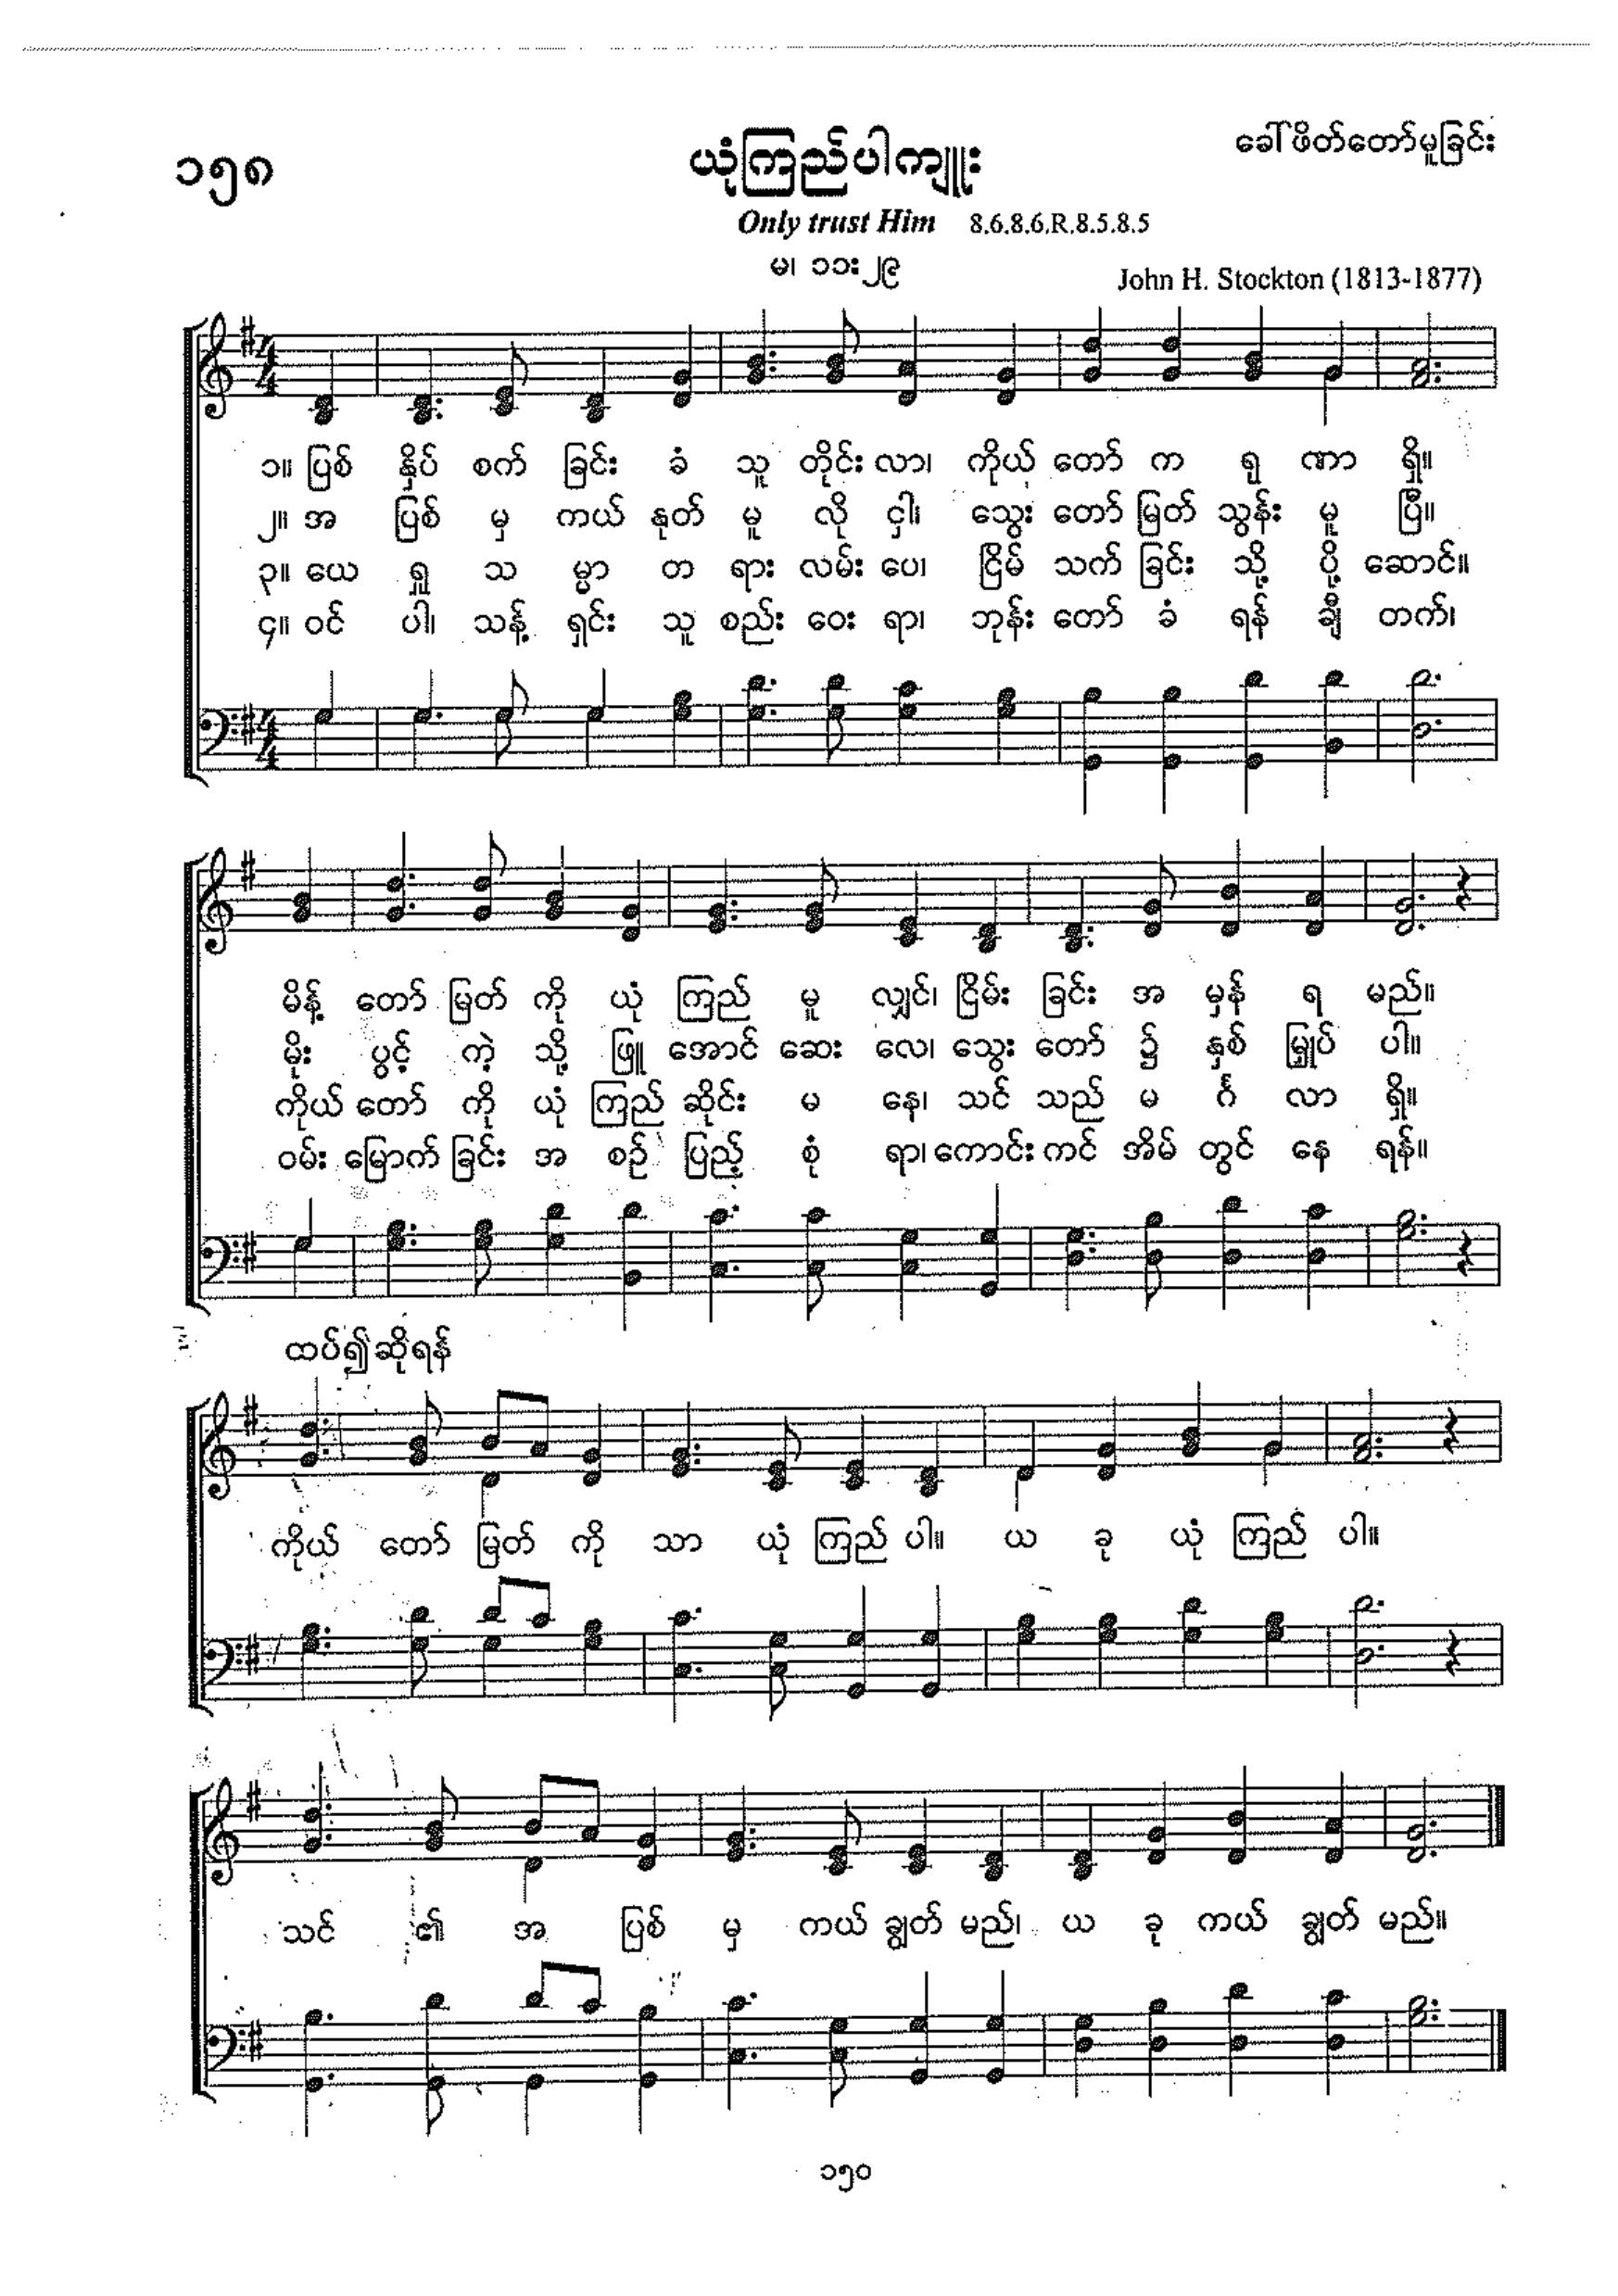 ခေါ်ဖိတ်တော်မူခြင်း
၁၅၈
ယုံကြည်ပါကျူး
Only trust Him 8.6.8.6.R.8.5.8.5
မ၊ ၁၁း၂၉
John H. Stockton (1813-1877)
၁။ ပြစ် နှိပ် စက် ခြင်း ခံ သူ တိုင်း လာ၊ ကိုယ် တော် က ရု ဏာ ရှိ။
၂။ အ ပြစ် မှ ကယ် နုတ် မူ လို ငှါ၊ သွေး တော် မြတ် သွန်း မူ ပြီ။
၃။ ယေ ရှု သ မ္မာ တ ရား လမ်း ပေ၊ ငြိမ် သက် ခြင်း သို့ ပို့ ဆောင်။
၄။ ဝင် ပါ၊ သန့် ရှင်း သူ စည်း ဝေး ရာ၊ ဘုန်း တော် ခံ ရန် ချီ တက်၊
မိန့် တော် မြတ် ကို ယုံ ကြည် မူ လျှင်၊ ငြိမ်း ခြင်း အ မှန် ရ မည်။
မိုး ပွင့် ကဲ့ သို့ ဖြူ အောင် ဆေး လေ၊ သွေး တော် ၌ နှစ် မြှုပ် ပါ။
ကိုယ် တော် ကို ယုံ ကြည် ဆိုင်း မ နေ၊ သင် သည် မ င်္ဂ လာ ရှိ။
ဝမ်း မြောက် ခြင်း အ စဉ် ပြည့် စုံ ရာ၊ ကောင်း ကင် အိမ် တွင် နေ ရန်။
ထပ်၍ဆိုရန်
ကိုယ် တော် မြတ် ကို သာ ယုံ ကြည် ပါ။ ယ ခု ယုံ ကြည် ပါ။
သင် ၏ အ ပြစ် မှ ကယ် ချွတ် မည်၊ ယ ခု ကယ် ချွတ် မည်။
၁၅၀